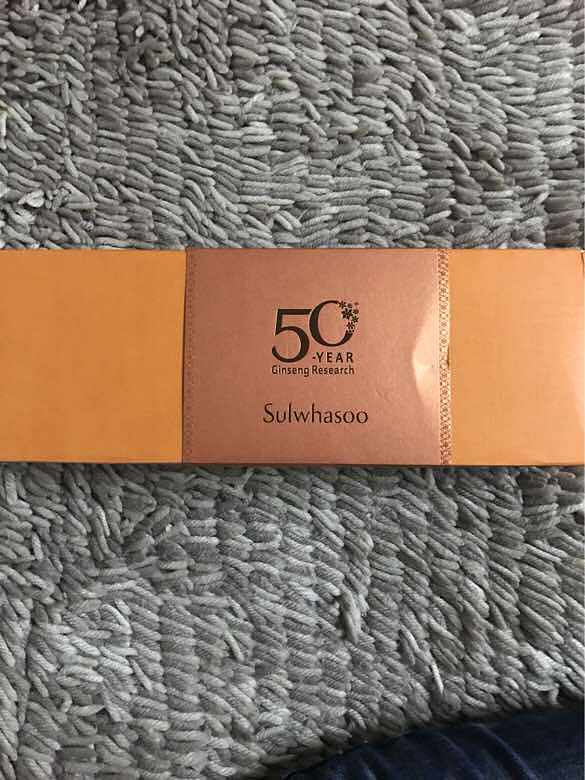 50
-YEAR
Ginseng Research
Sulwhasoo